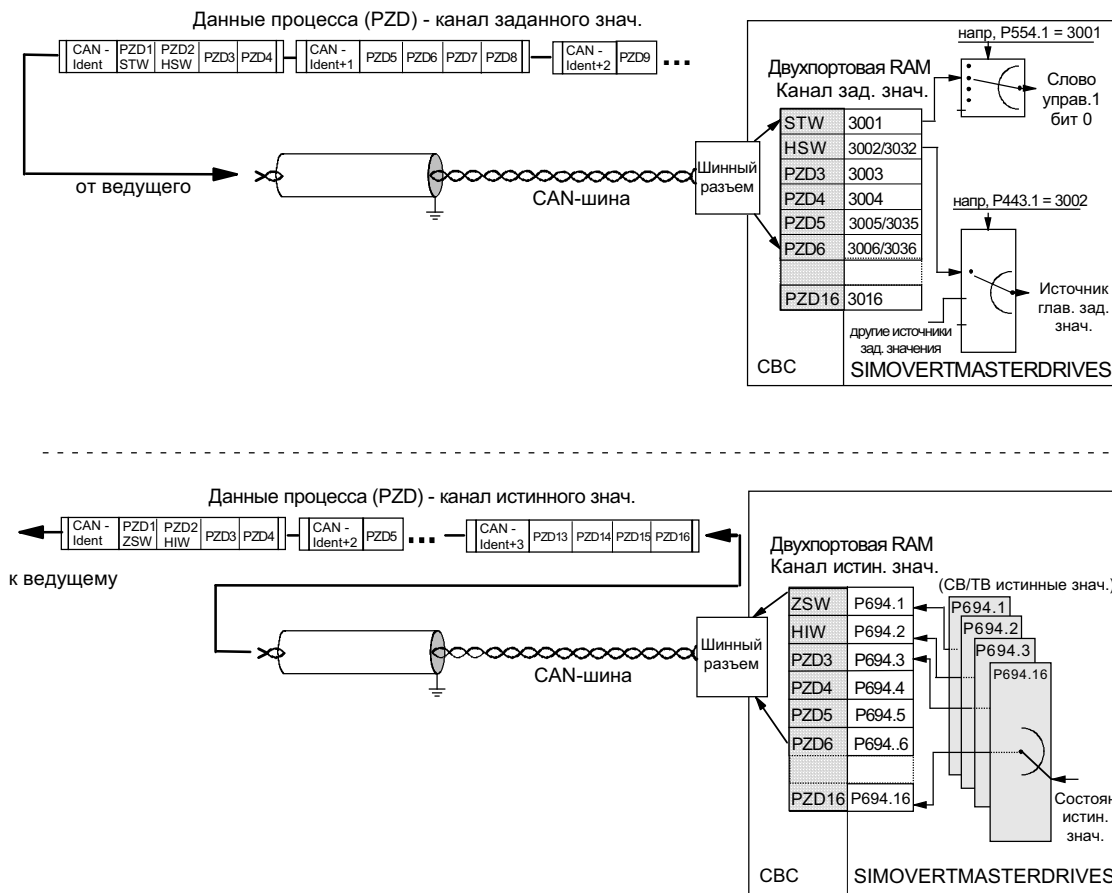 Данные процесса (PZD) - канал заданного знач.
CAN - Ident PZD1 STW PZD2 HSW PZD3 PZD4 CAN - Ident+1 PZD5 PZD6 PZD7 PZD8 CAN - Ident+2 PZD9 ...
от ведущего
CAN-шина
Шинный разъем
Двухпортовая RAM
Канал зад. знач.
STW 3001
HSW 3002/3032
PZD3 3003
PZD4 3004
PZD5 3005/3035
PZD6 3006/3036
PZD16 3016
напр, P554.1 = 3001
Слово
управ.1
бит 0
напр, P443.1 = 3002
Источник
глав. зад.
знач.
другие источники
зад. значения
CBC
SIMOVERTMASTERDRIVES
Данные процесса (PZD) - канал истинного знач.
CAN - Ident PZD1 ZSW PZD2 HIW PZD3 PZD4 CAN - Ident+2 PZD5 ... CAN - Ident+3 PZD13 PZD14 PZD15 PZD16
к ведущему
CAN-шина
Шинный разъем
Двухпортовая RAM
Канал истин. знач.
(CB/TB истинные знач.)
ZSW P694.1
HIW P694.2
PZD3 P694.3
PZD4 P694.4
PZD5 P694.5
PZD6 P694..6
PZD16 P694.16
P694.1
P694.2
P694.3
P694.16
Состоян
истин.
знач.
CBC
SIMOVERTMASTERDRIVES